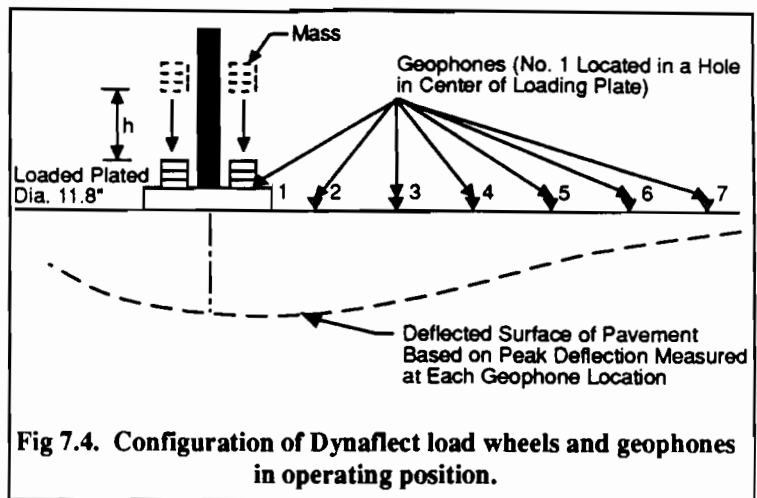 Mass
Geophones (No. 1 Located in a Hole
in Center of Loading Plate)
h
Loaded Plated
Dia. 11.8"
1 2 3 4 5 6 7
Deflected Surface of Pavement
Based on Peak Deflection Measured
at Each Geophone Location
Fig 7.4. Configuration of Dynaflect load wheels and geophones
in operating position.